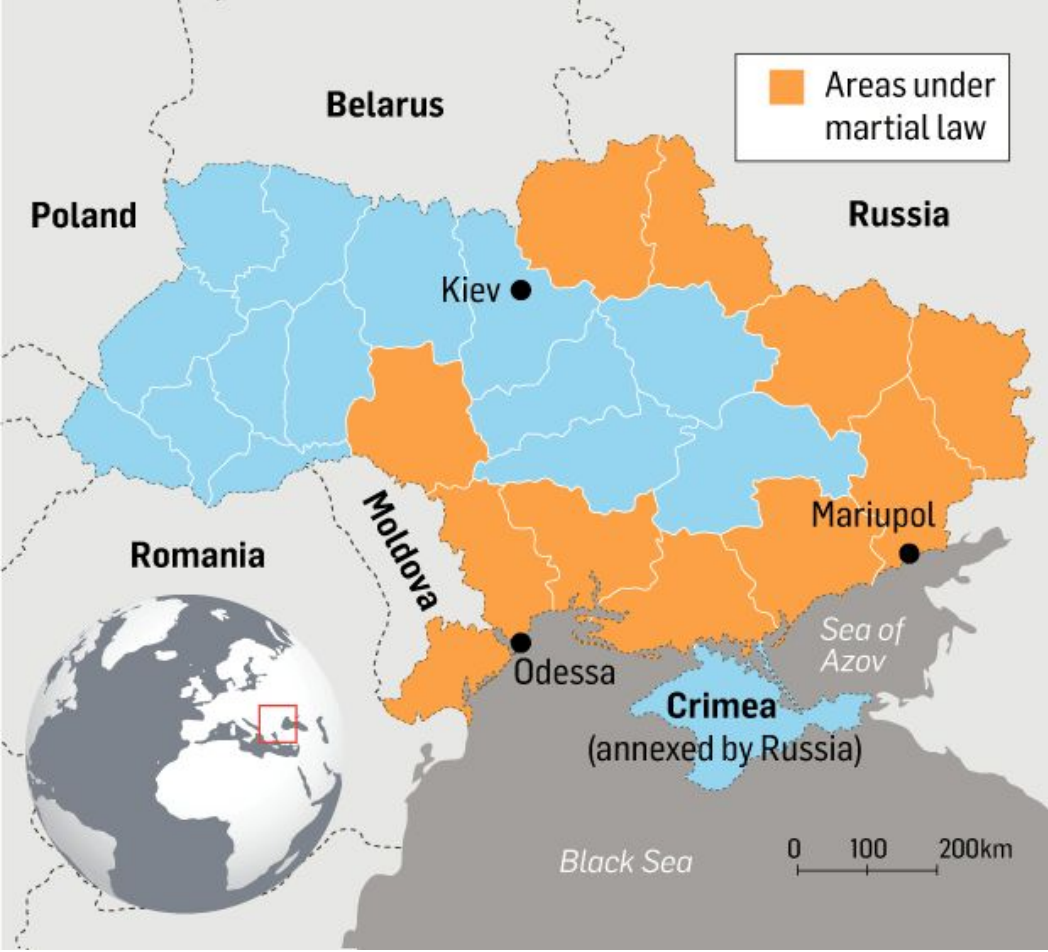 Areas under
martial law
Belarus
Poland
Russia
Kiev
Mariupol
Moldova
Romania
Sea of
Azov
Odessa
Crimea
(annexed by Russia)
Black Sea
0 100 200km